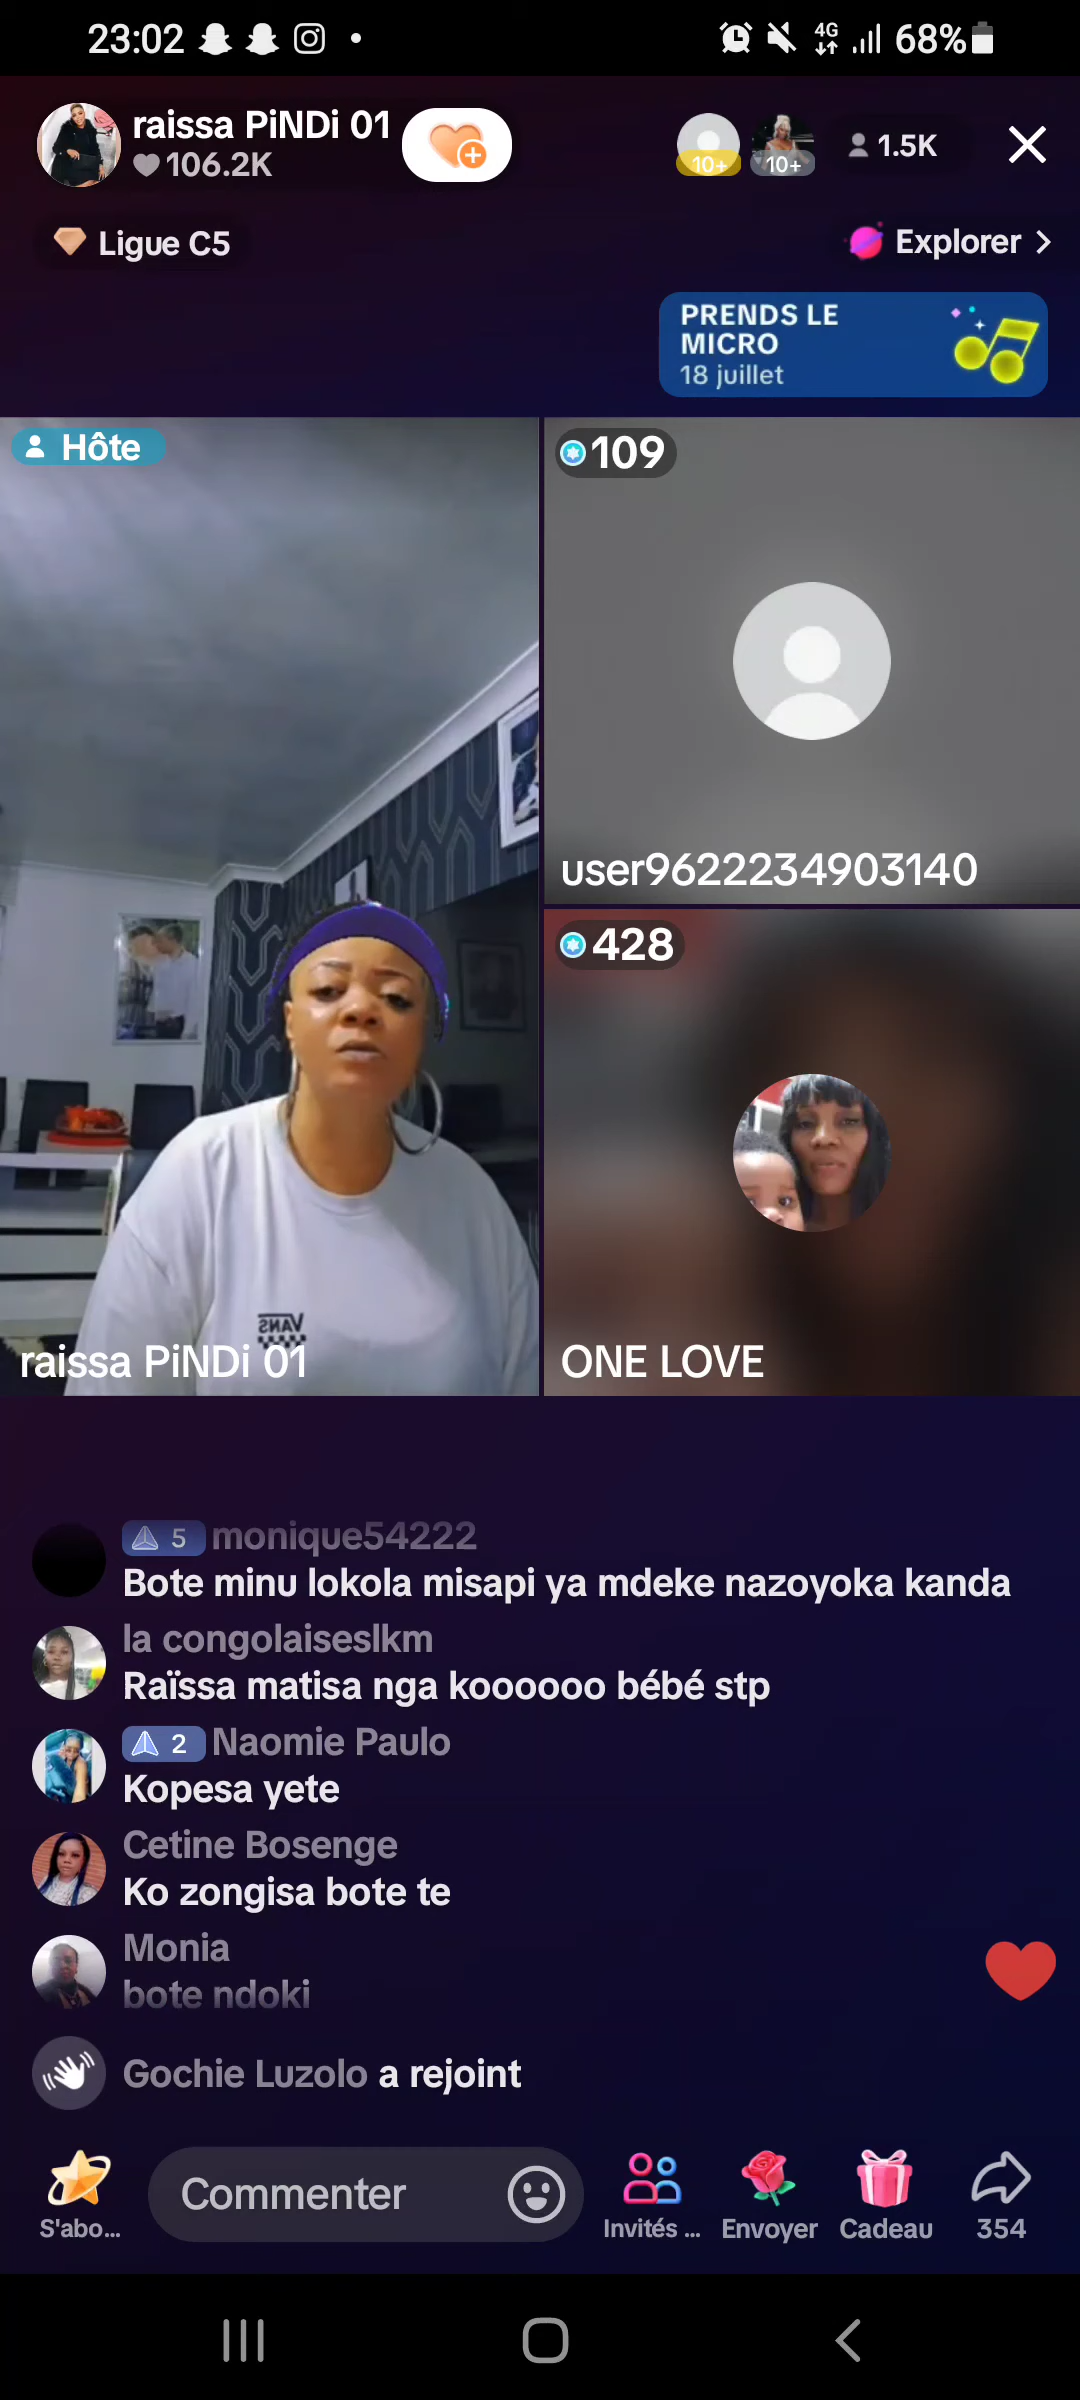 23:02
4G
68%
raissa PiNDi 01
106.2K
10+
10+
1.5K
Ligue C5
Explorer
PRENDS LE
MICRO
18 juillet
Hôte
109
user9622234903140
428
VANS
raissa PiNDi 01
ONE LOVE
5 monique54222
Bote minu lokola misapi ya mdeke nazoyoka kanda
la congolaiseslkm
Raïssa matisa nga koooooo bébé stp
2 Naomie Paulo
Kopesa yete
Cetine Bosenge
Ko zongisa bote te
Monia
bote ndoki
Gochie Luzolo a rejoint
Commenter
S'abo...
Invités ...
Envoyer
Cadeau
354